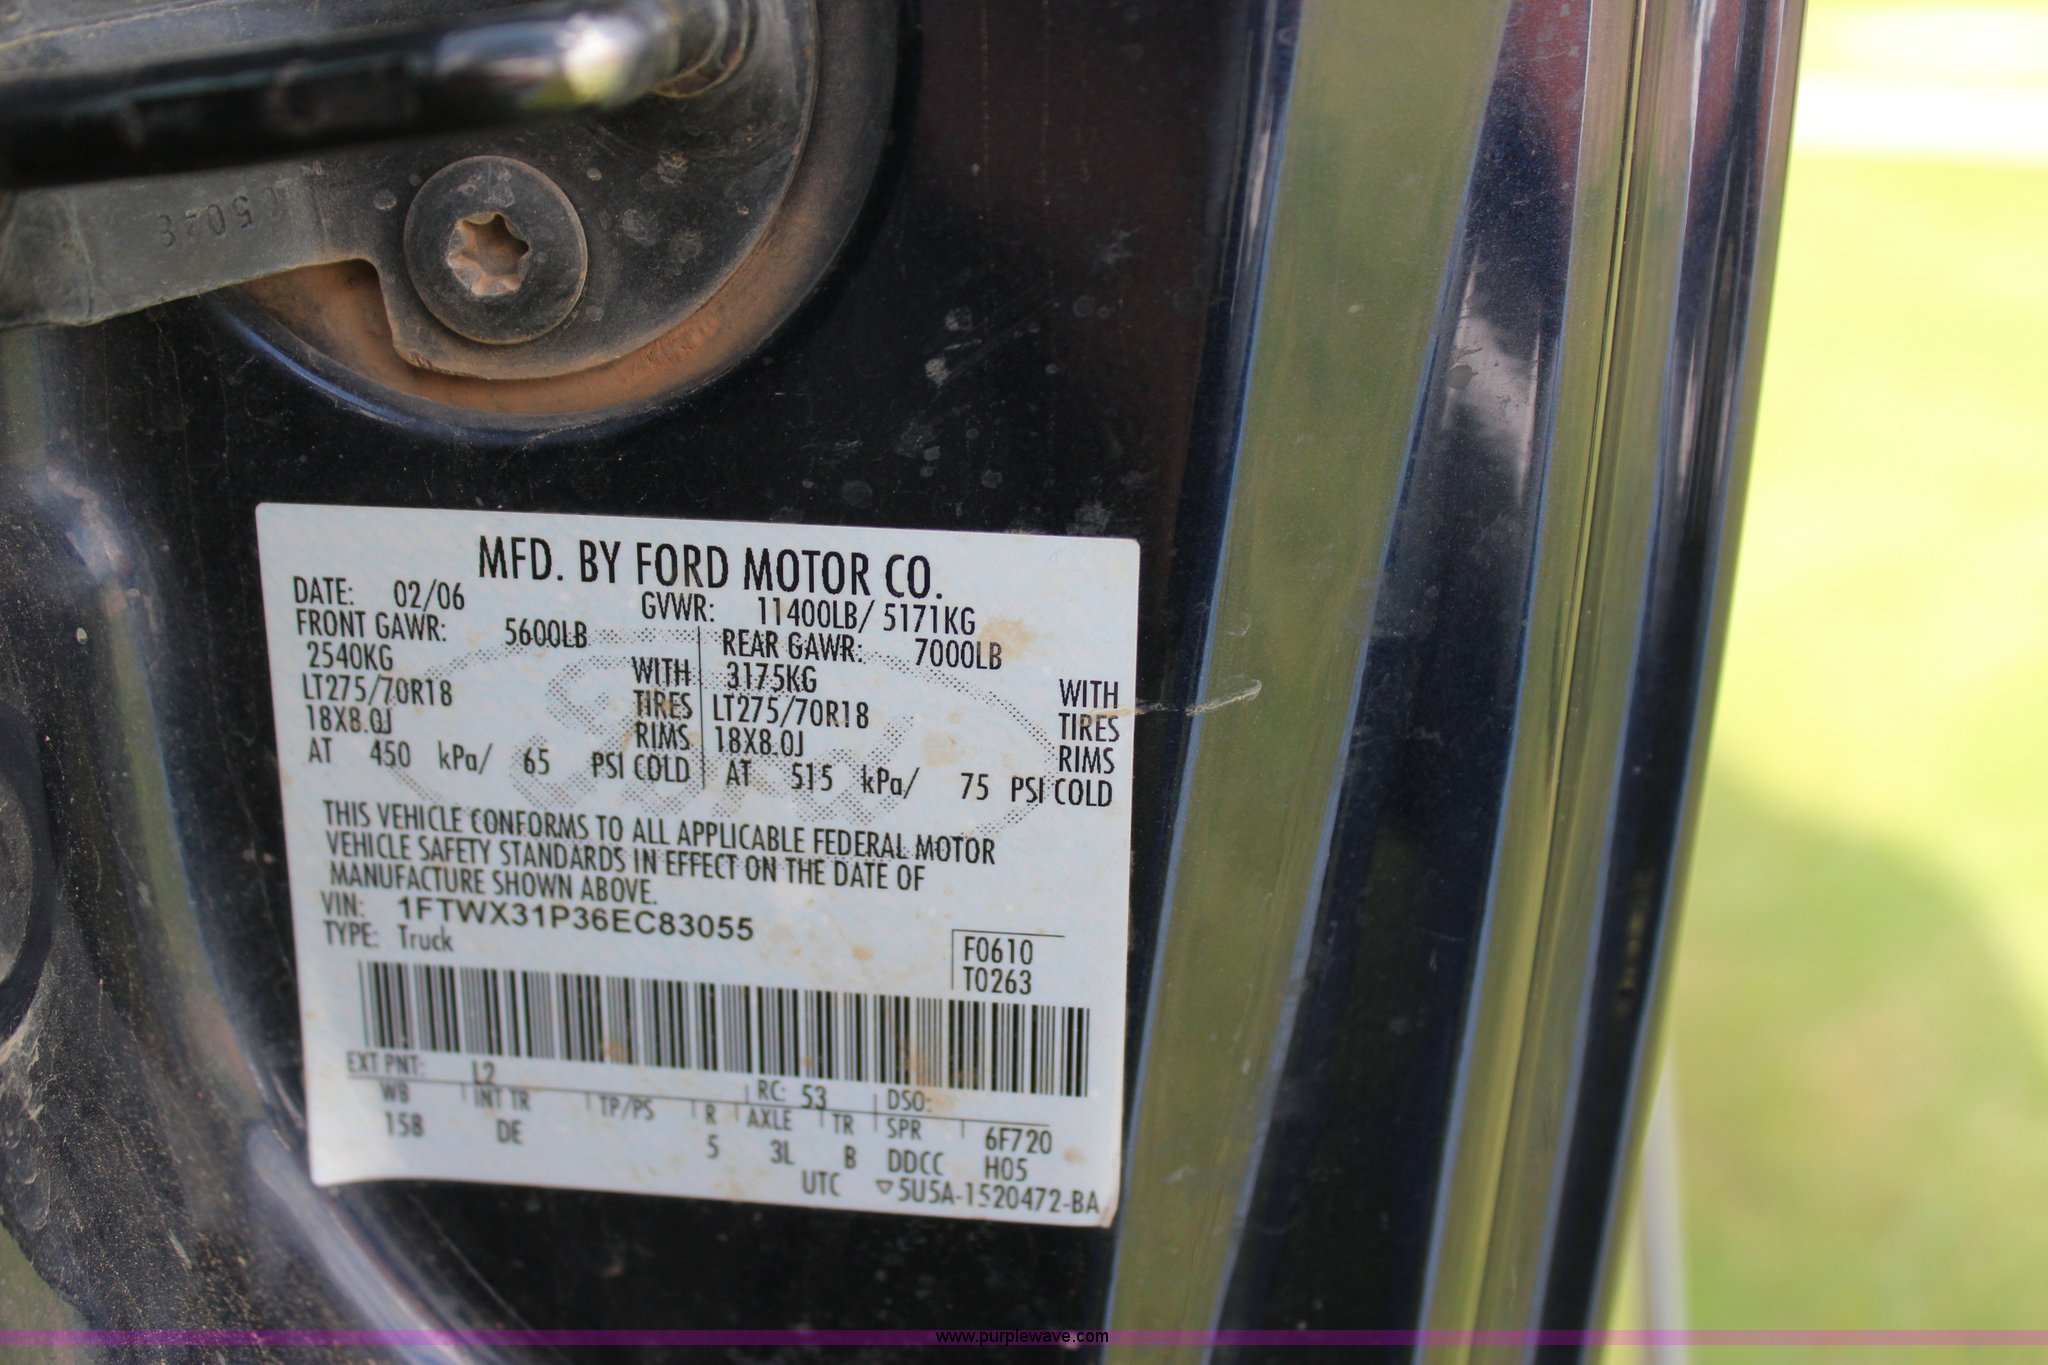 MFD. BY FORD MOTOR CO.
DATE: 02/06 GVWR: 11400LB/ 5171KG
FRONT GAWR: 5600LB REAR GAWR: 7000LB
2540KG WITH 3175KG WITH
LT275/70R18 TIRES LT275/70R18 TIRES
18X8.0J RIMS 18X8.0J RIMS
AT 450 kPa/ 65 PSI COLD AT 515 kPa/ 75 PSI COLD
THIS VEHICLE CONFORMS TO ALL APPLICABLE FEDERAL MOTOR
VEHICLE SAFETY STANDARDS IN EFFECT ON THE DATE OF
MANUFACTURE SHOWN ABOVE.
VIN: 1FTWX31P36EC83055
TYPE: Truck
F0610
T0263
EXT PNT: L2 RC: 53 DSO:
WB INT TR TP/PS R AXLE TR SPR 6F720
158 DE 5 3L B DDCC H05
UTC ▽5U5A-1520472-BA
www.purplewave.com